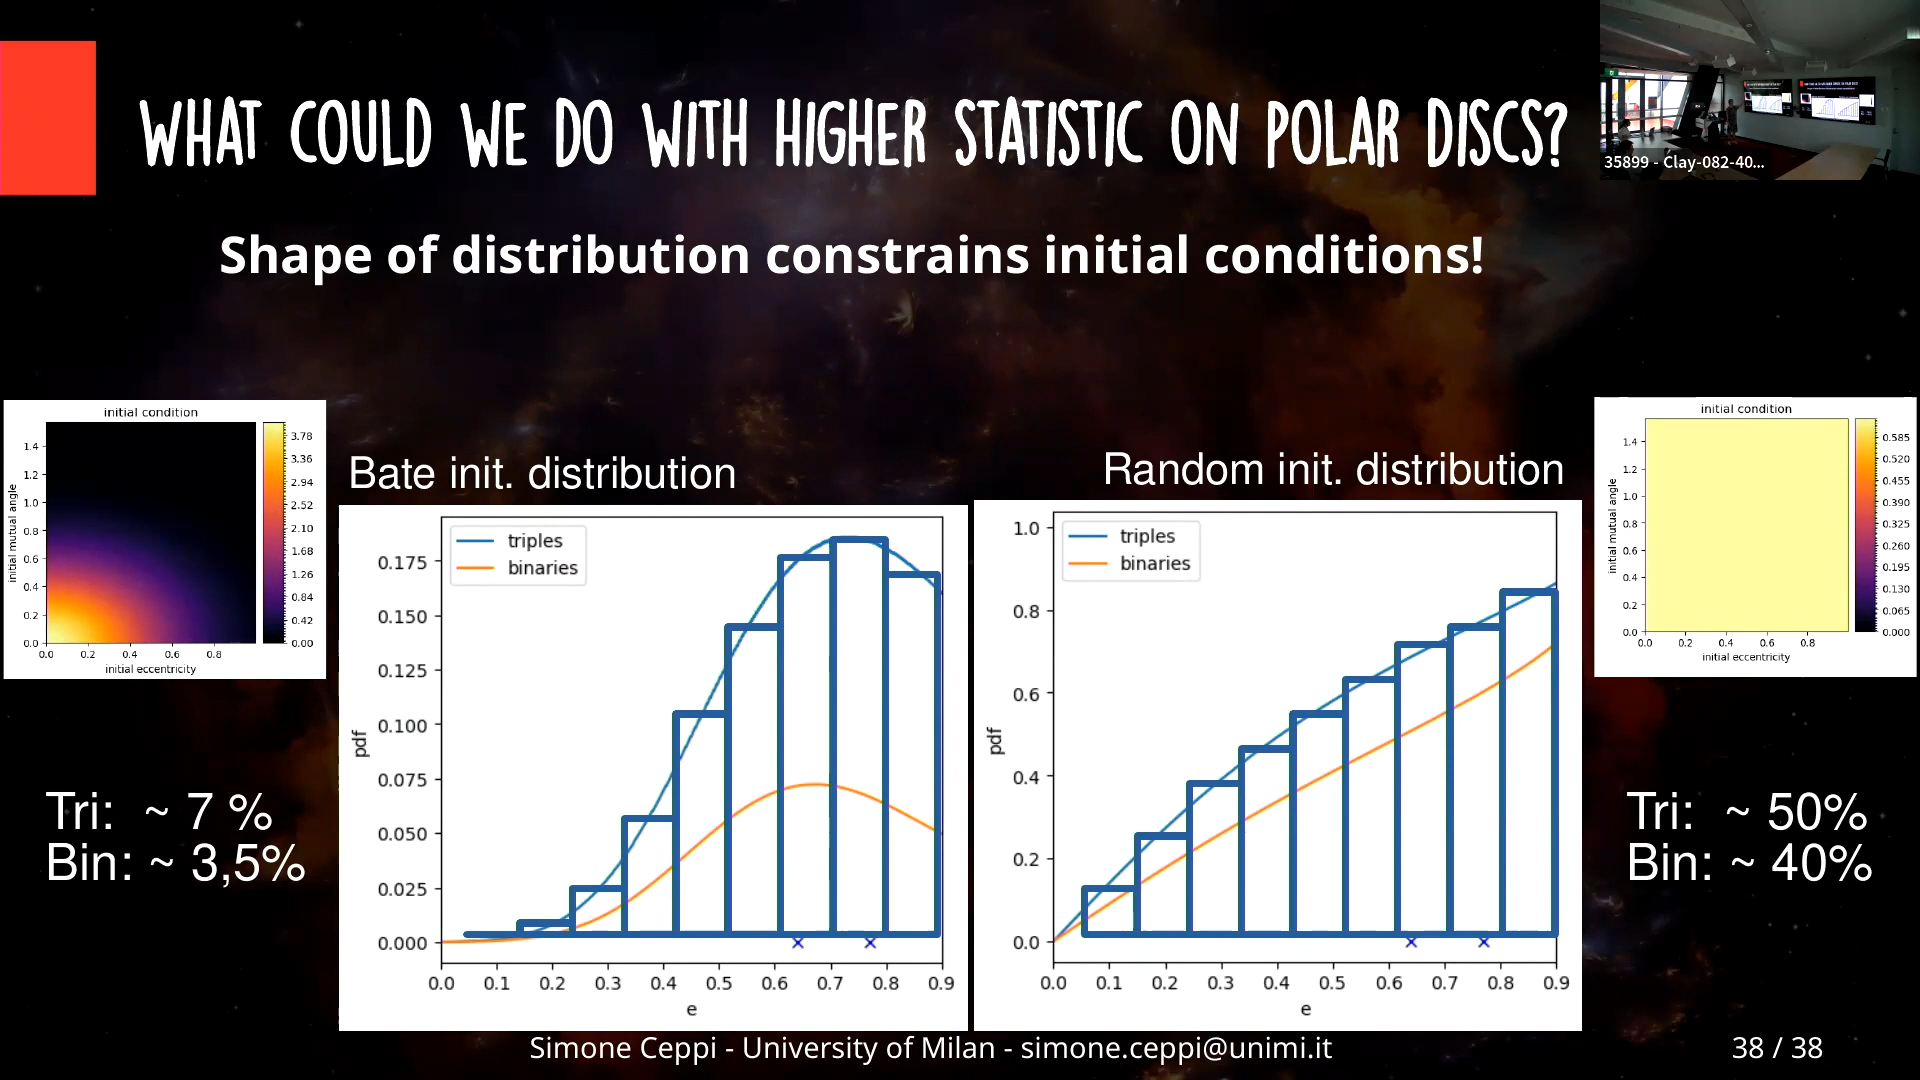 WHAT COULD WE DO WITH HIGHER STATISTIC ON POLAR DISCS?
35899 - Clay-082-40...
Shape of distribution constrains initial conditions!
initial condition
initial mutual angle
1.4
1.2
1.0
0.8
0.6
0.4
0.2
0.0
0.0 0.2 0.4 0.6 0.8
initial eccentricity
3.78
3.36
2.94
2.52
2.10
1.68
1.26
0.84
0.42
0.00
Tri: ~ 7 %
Bin: ~ 3,5%
Bate init. distribution
triples
binaries
pdf
0.175
0.150
0.125
0.100
0.075
0.050
0.025
0.000
0.0 0.1 0.2 0.3 0.4 0.5 0.6 0.7 0.8 0.9
e
Random init. distribution
triples
binaries
pdf
1.0
0.8
0.6
0.4
0.2
0.0
0.0 0.1 0.2 0.3 0.4 0.5 0.6 0.7 0.8 0.9
e
initial condition
initial mutual angle
1.4
1.2
1.0
0.8
0.6
0.4
0.2
0.0
0.0 0.2 0.4 0.6 0.8
initial eccentricity
0.585
0.520
0.455
0.390
0.325
0.260
0.195
0.130
0.065
0.000
Tri: ~ 50%
Bin: ~ 40%
Simone Ceppi - University of Milan - simone.ceppi@unimi.it
38 / 38